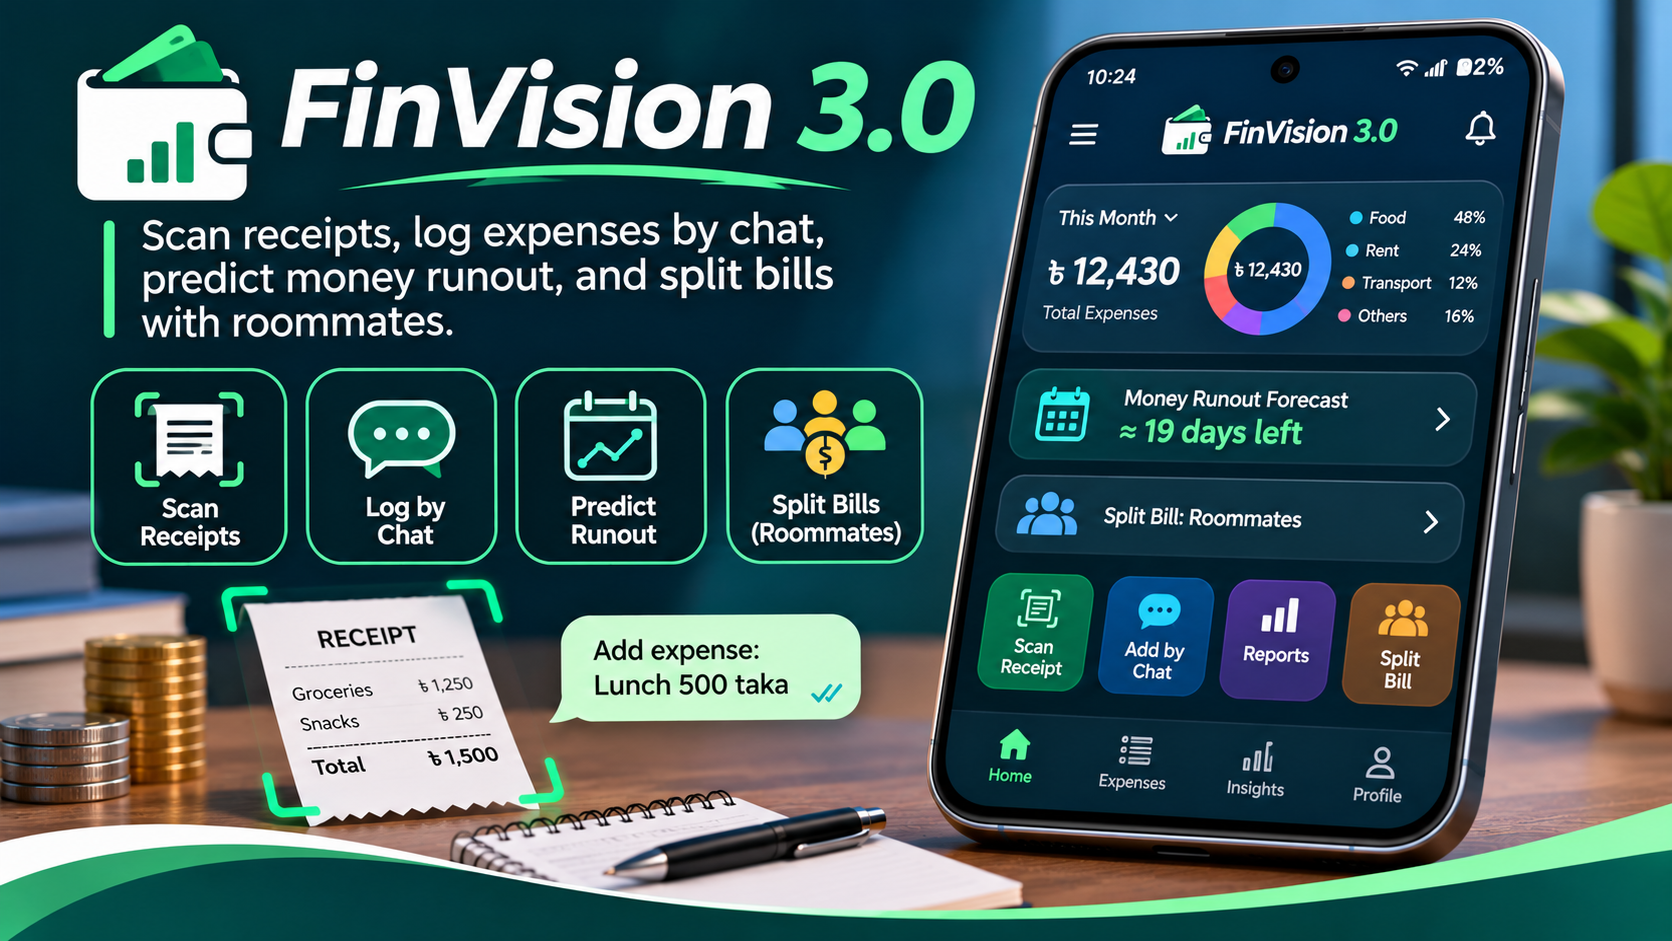 FinVision 3.0
Scan receipts, log expenses by chat,
predict money runout, and split bills
with roommates.
Scan
Receipts
Log by
Chat
Predict
Runout
$
Split Bills
(Roommates)
RECEIPT
Groceries ৳ 1,250
Snacks ৳ 250
Total ৳ 1,500
Add expense:
Lunch 500 taka
10:24
FinVision 3.0
This Month
৳ 12,430
Total Expenses
৳ 12,430
Food 48%
Rent 24%
Transport 12%
Others 16%
Money Runout Forecast
≈ 19 days left
Split Bill: Roommates
Scan
Receipt
Add by
Chat
Reports
Split
Bill
Home
Expenses
Insights
Profile